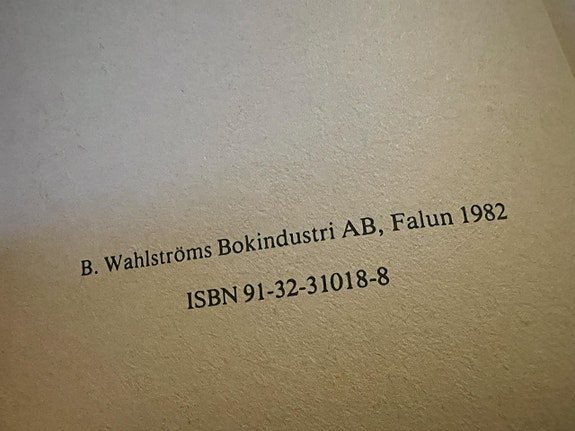 B. Wahlströms Bokindustri AB, Falun 1982
ISBN 91-32-31018-8